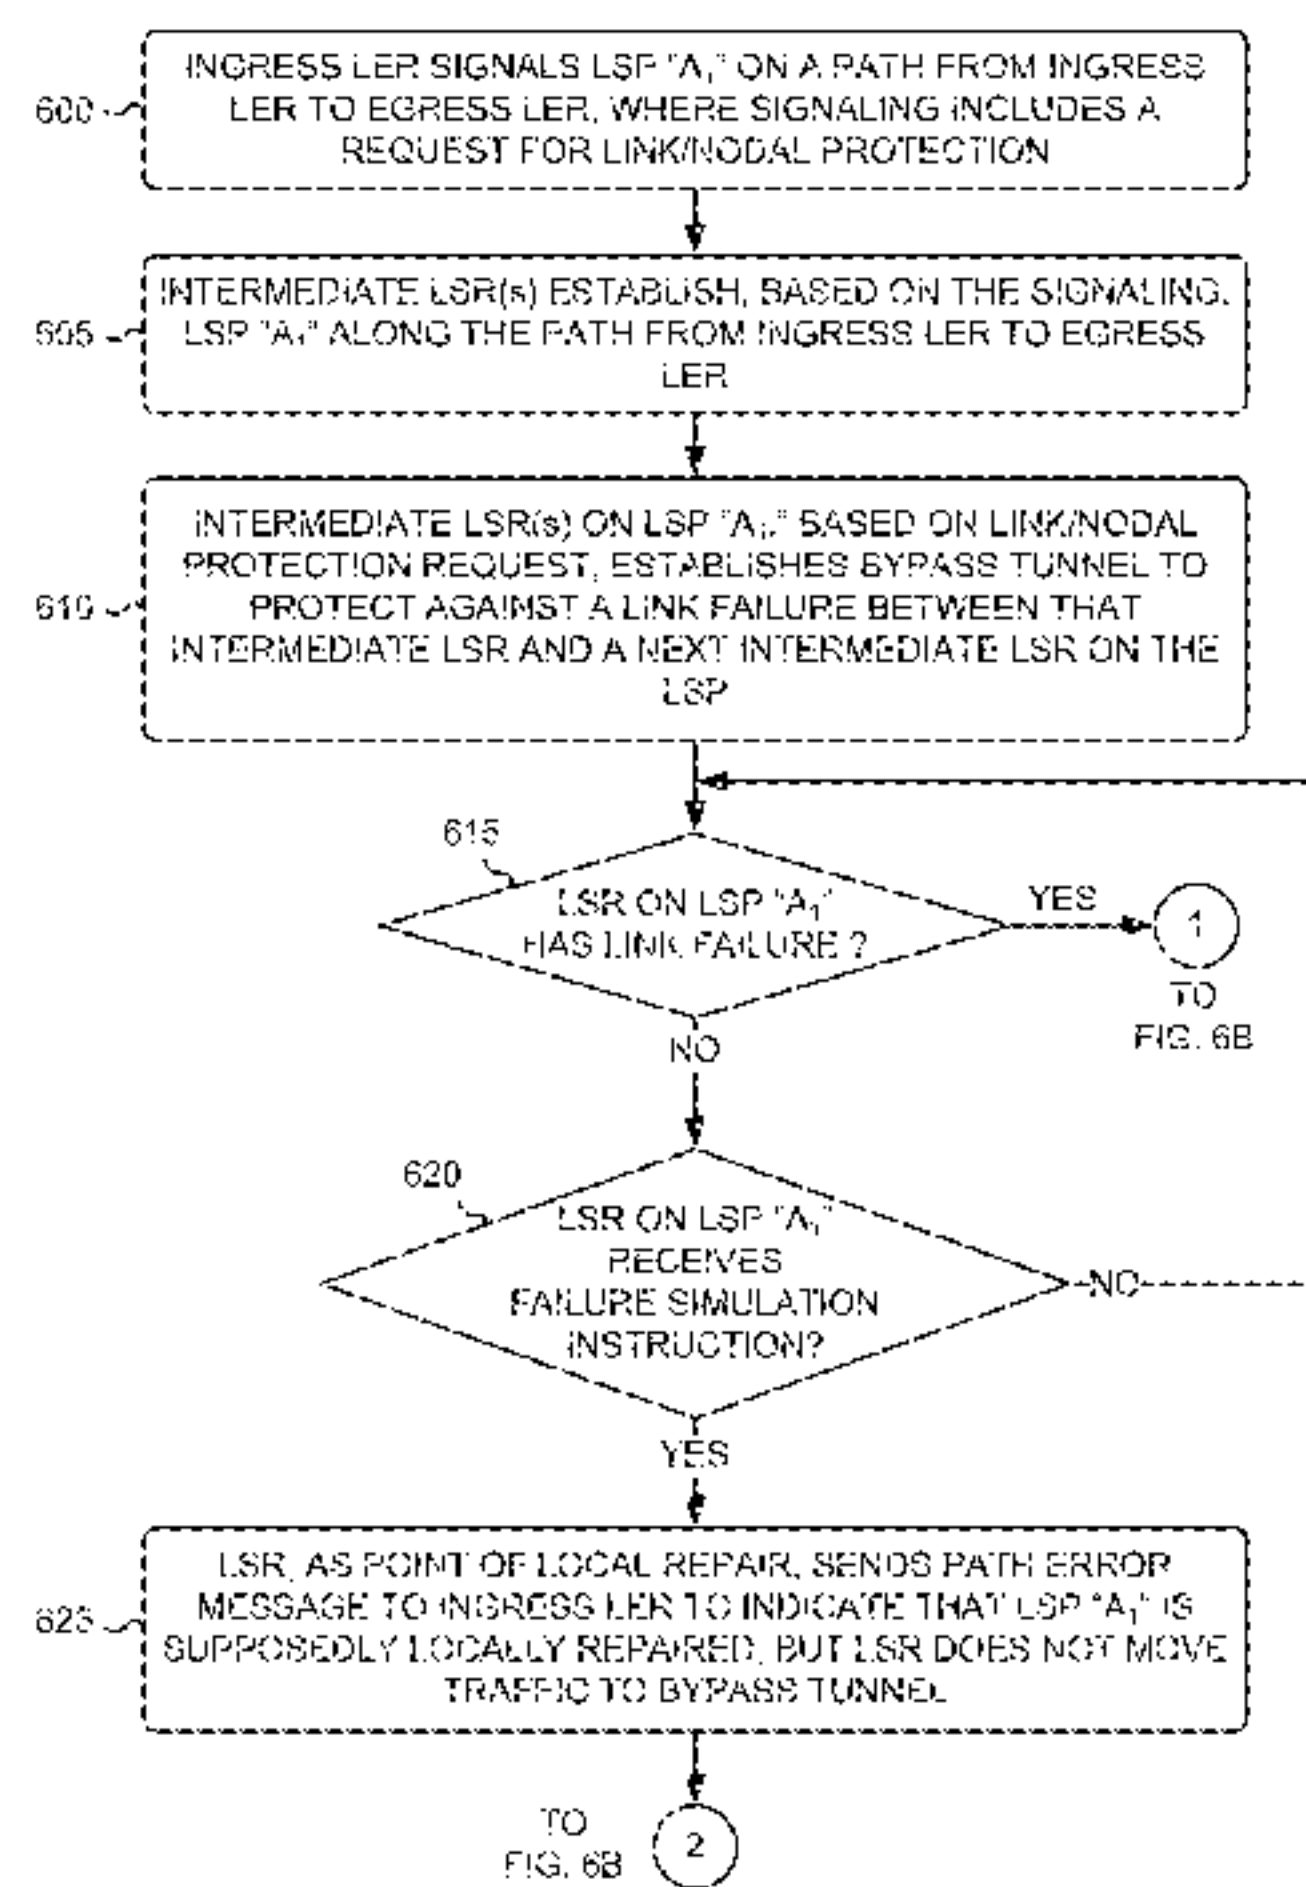 INGRESS LER SIGNALS LSP "A₁" ON A PATH FROM INGRESS
600
LER TO EGRESS LER, WHERE SIGNALING INCLUDES A
REQUEST FOR LINK/NODAL PROTECTION
INTERMEDIATE LSR(s) ESTABLISH, BASED ON THE SIGNALING,
605
LSP "A₁" ALONG THE PATH FROM INGRESS LER TO EGRESS
LER
INTERMEDIATE LSR(s) ON LSP "A₁," BASED ON LINK/NODAL
PROTECTION REQUEST, ESTABLISHES BYPASS TUNNEL TO
610
PROTECT AGAINST A LINK FAILURE BETWEEN THAT
INTERMEDIATE LSR AND A NEXT INTERMEDIATE LSR ON THE
LSP
615
LSR ON LSP "A₁"
HAS LINK FAILURE ?
YES
1
TO
FIG. 6B
NO
620
LSR ON LSP "A₁"
RECEIVES
FAILURE SIMULATION
INSTRUCTION?
NO
YES
LSR, AS POINT OF LOCAL REPAIR, SENDS PATH ERROR
625
MESSAGE TO INGRESS LER TO INDICATE THAT LSP "A₁" IS
SUPPOSEDLY LOCALLY REPAIRED, BUT LSR DOES NOT MOVE
TRAFFIC TO BYPASS TUNNEL
TO
FIG. 6B
2